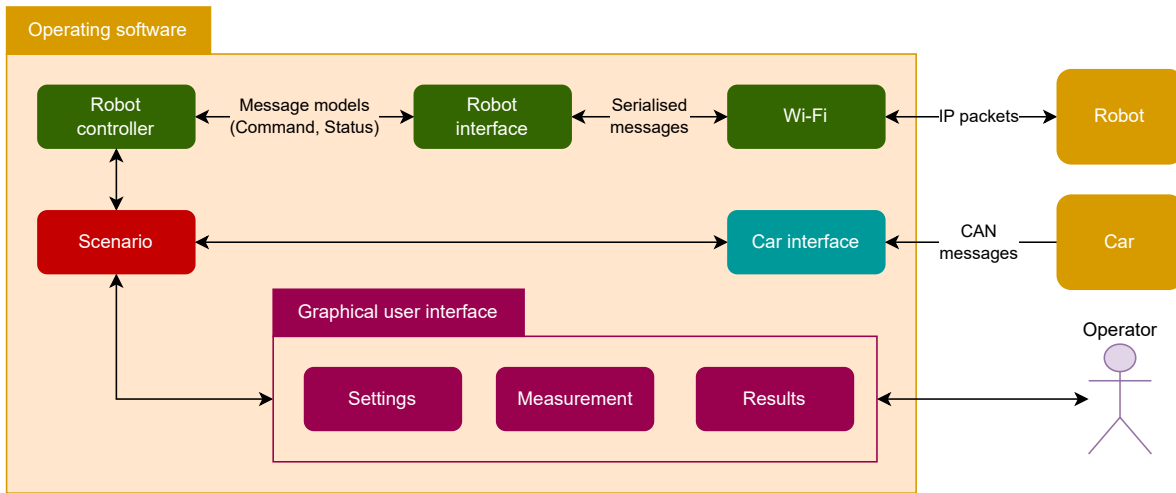 Operating software
Robot
controller
Message models
(Command, Status)
Robot
interface
Serialised
messages
Wi-Fi
IP packets
Robot
Scenario
Car interface
CAN
messages
Car
Graphical user interface
Operator
Settings
Measurement
Results